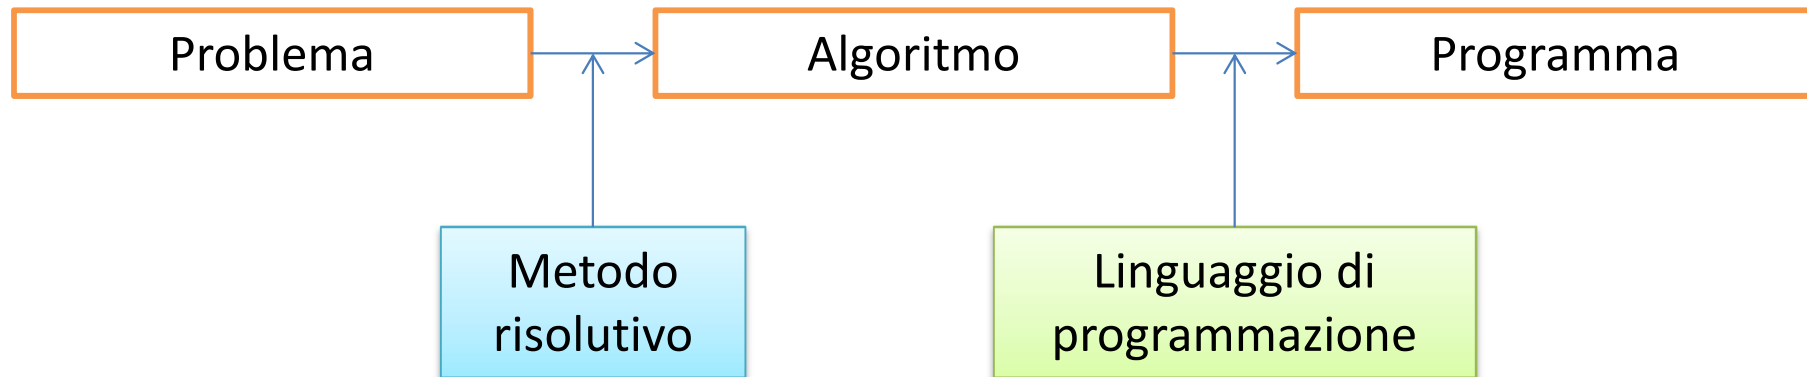 Problema
Algoritmo
Programma
Metodo
risolutivo
Linguaggio di
programmazione